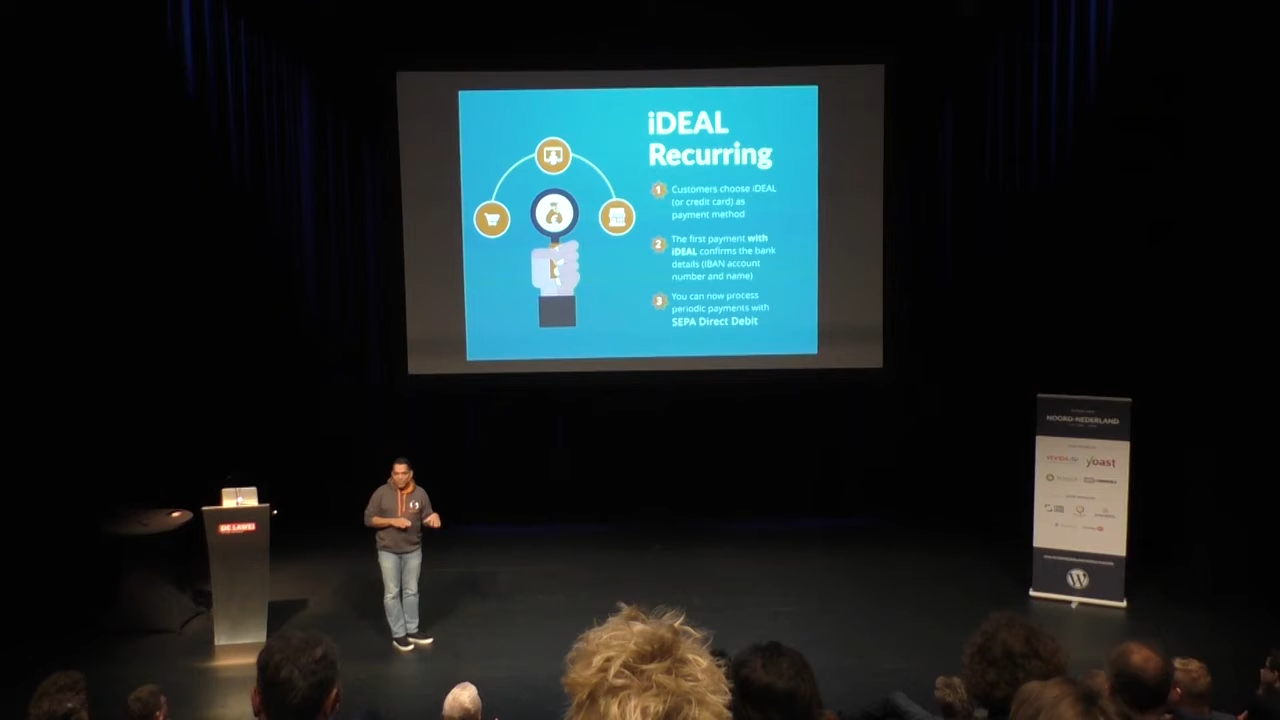 iDEAL
Recurring
1 Customers choose iDEAL
(or credit card) as
payment method
2 The first payment with
iDEAL confirms the bank
details (IBAN account
number and name)
3 You can now process
periodic payments with
SEPA Direct Debit
DE LAWEI
NOORD-NEDERLAND
yoast